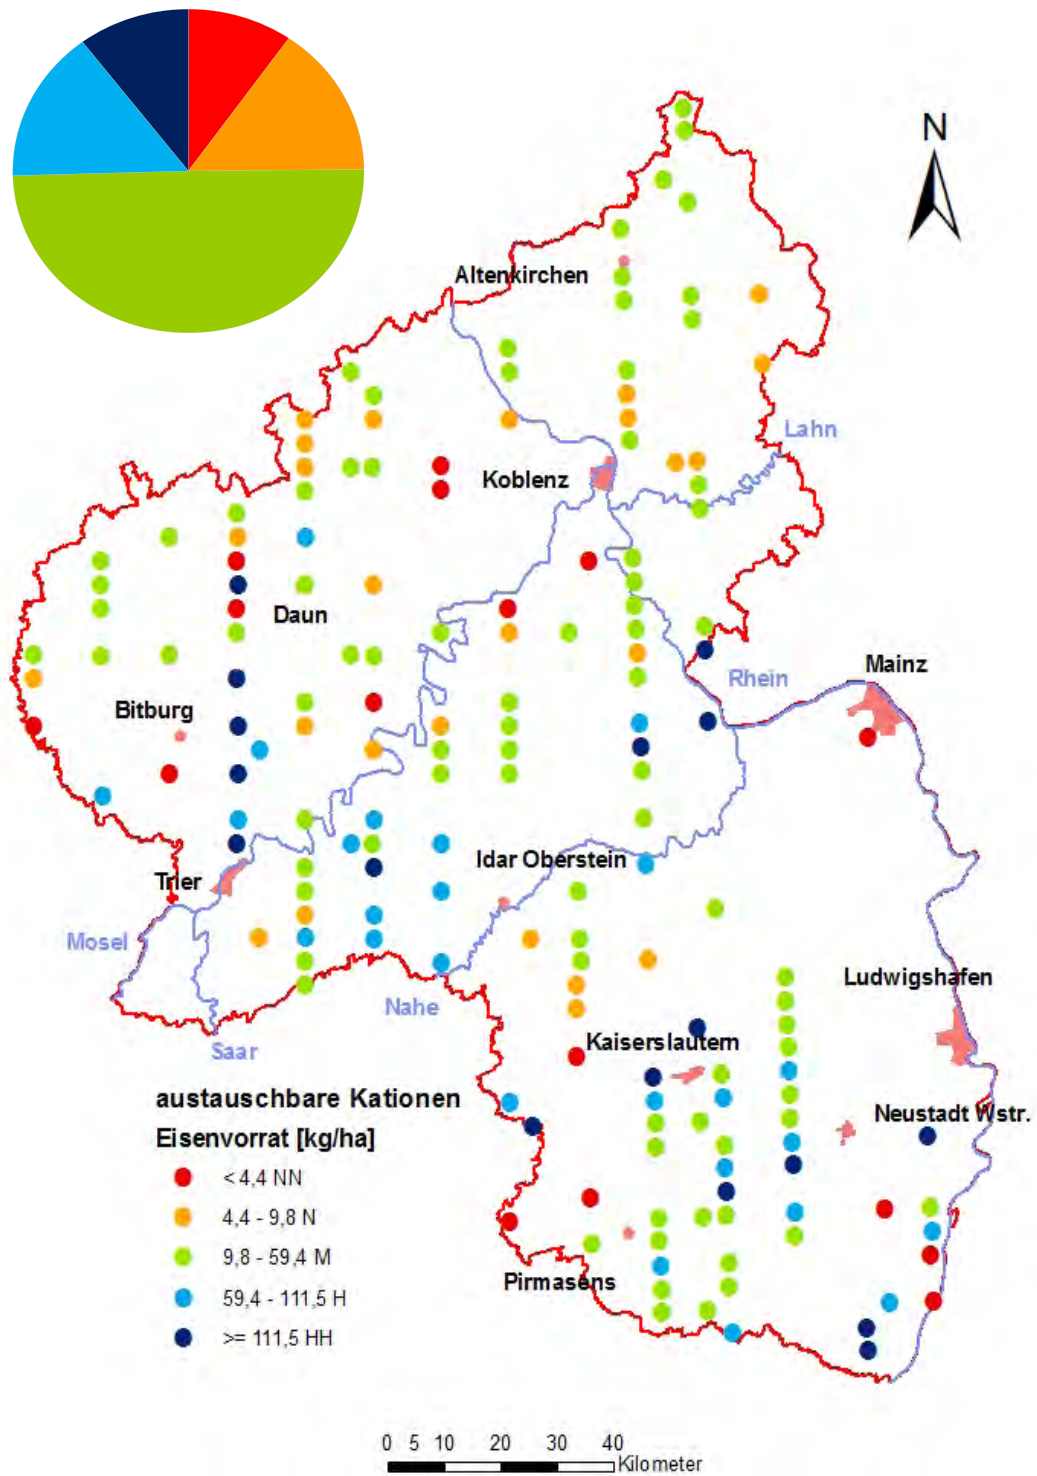 N
Altenkirchen
Lahn
Koblenz
Daun
Mainz
Rhein
Bitburg
Idar Oberstein
Trier
Mosel
Ludwigshafen
Nahe
Kaiserslautern
Saar
austauschbare Kationen
Neustadt Wstr.
Eisenvorrat [kg/ha]
< 4,4 NN
4,4 - 9,8 N
9,8 - 59,4 M
Pirmasens
59,4 - 111,5 H
>= 111,5 HH
0 5 10 20 30 40
Kilometer